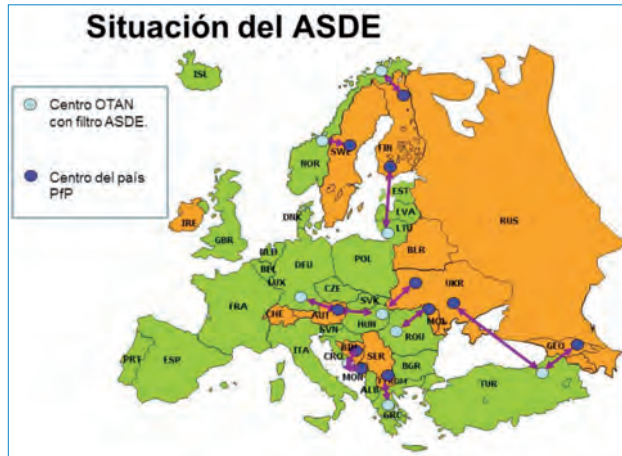 Situación del ASDE
Centro OTAN
con filtro ASDE.
Centro del país
PfP
ISL
NOR
SWE
FIN
RUS
EST
LVA
LTU
DNK
IRE
GBR
BLR
POL
DEU
BEL
LUX
CZE
UKR
SVK
FRA
CHE
AUT
HUN
MOL
SVN
ROU
ITA
CRO
SER
GEO
MON
BGR
PRT
ESP
ALB
TUR
GRC